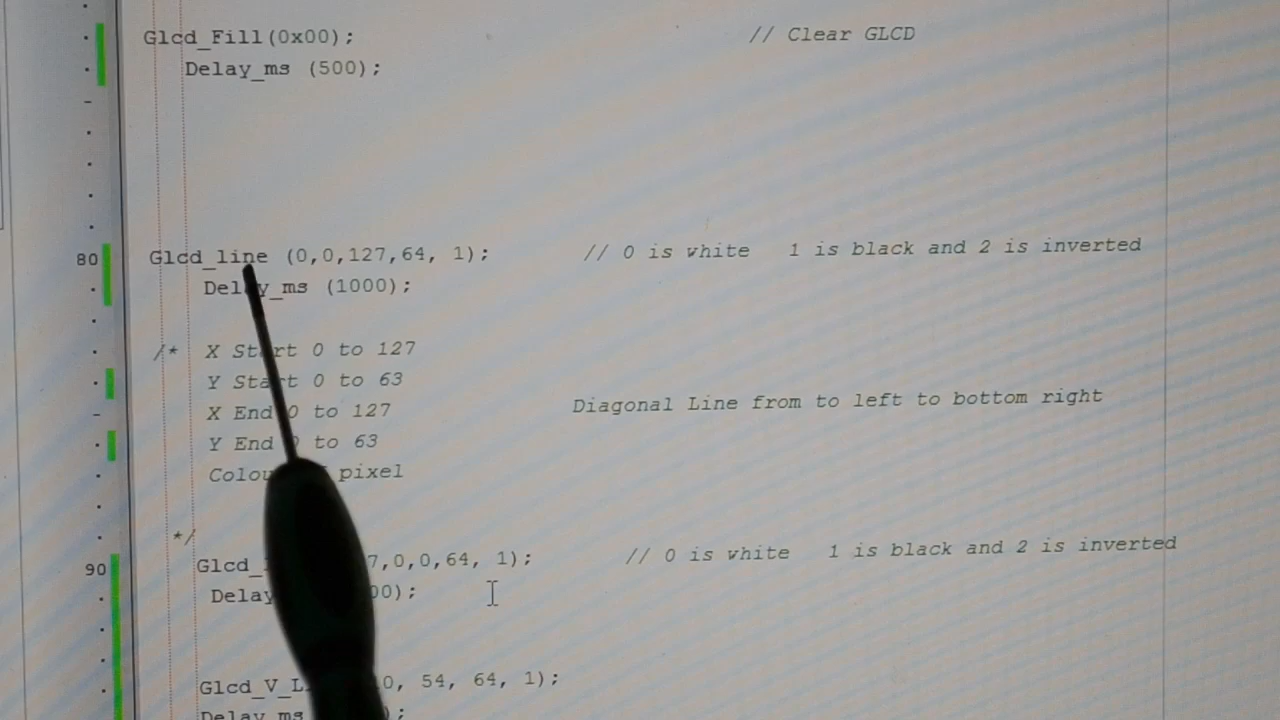 Glcd_Fill(0x00); // Clear GLCD
Delay_ms (500);
80 Glcd_line (0,0,127,64, 1); // 0 is white 1 is black and 2 is inverted
Delay_ms (1000);
/* X Start 0 to 127
Y Start 0 to 63
X End 0 to 127 Diagonal Line from to left to bottom right
Y End to 63
pixel
*/
90 Glcd_ 7,0,0,64, 1); // 0 is white 1 is black and 2 is inverted
Delay 00);
Glcd_V_L 0, 54, 64, 1);
Delay_ms );